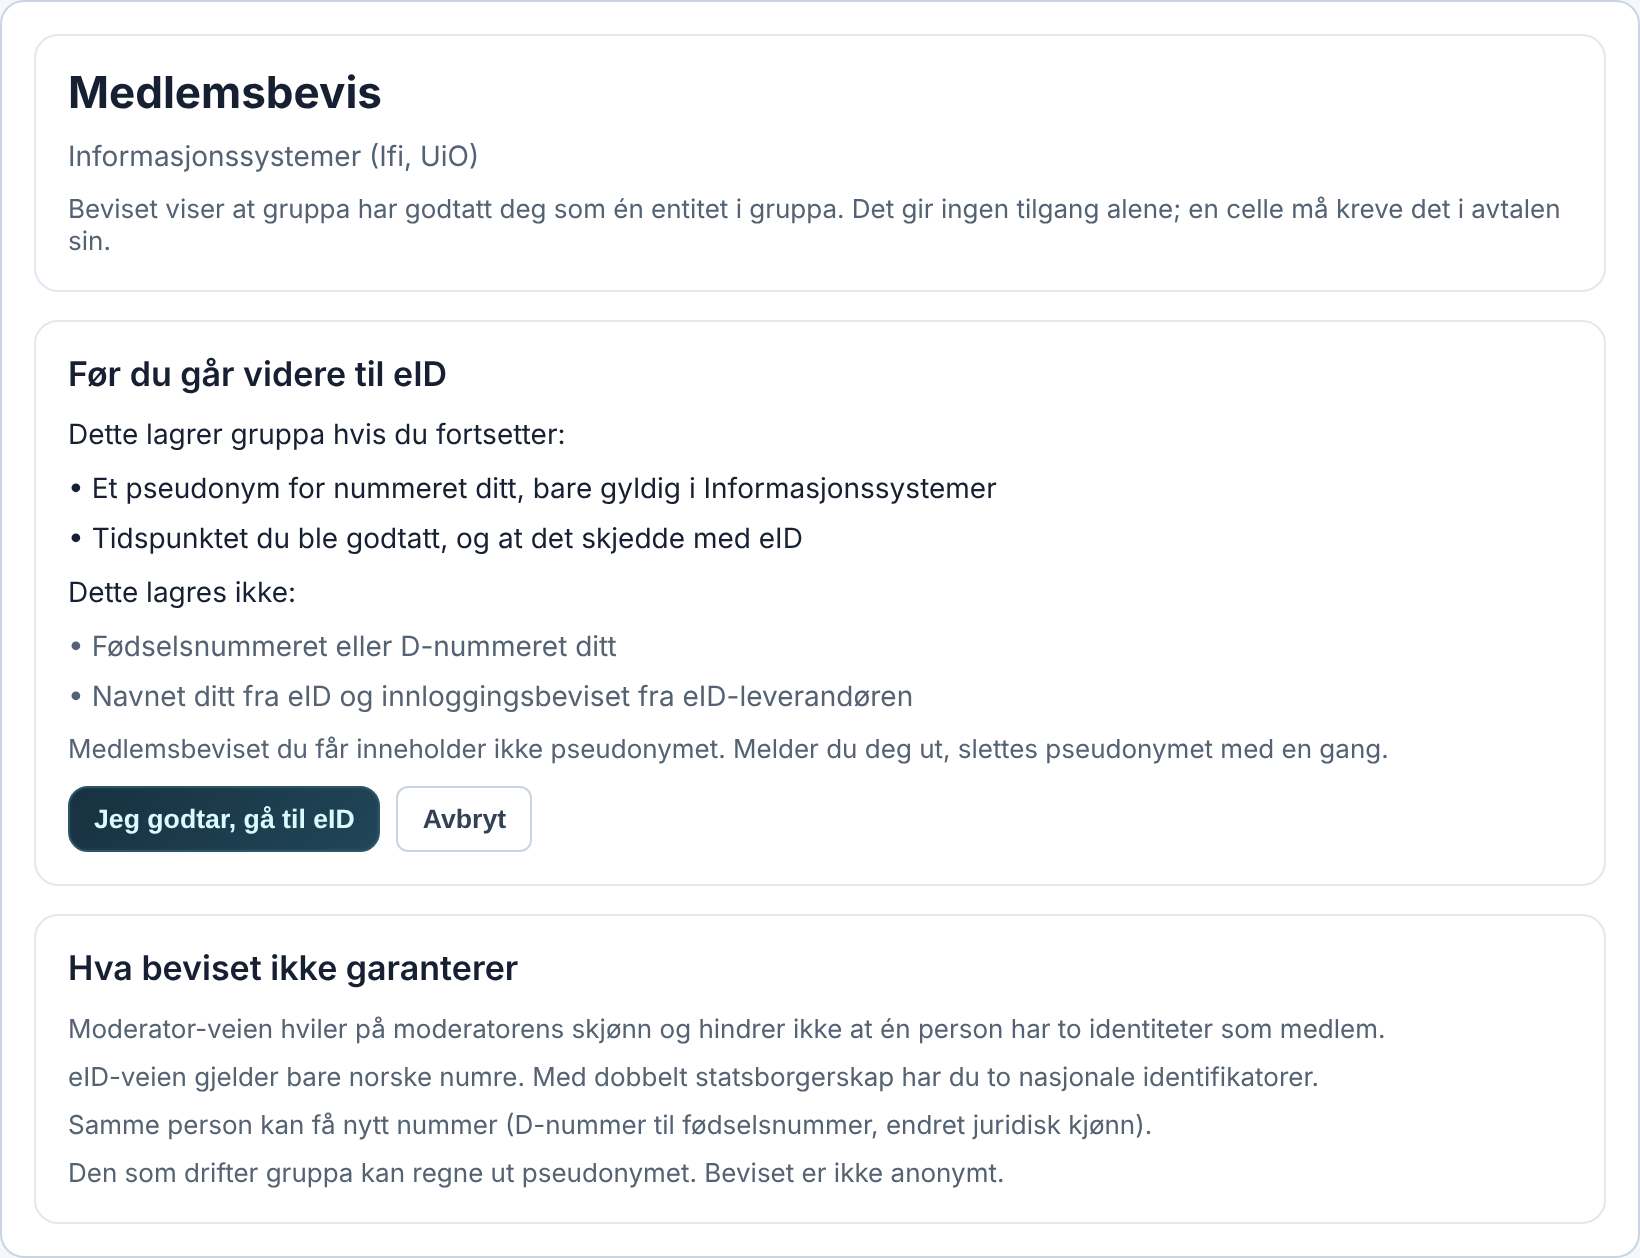 Medlemsbevis
Informasjonssystemer (Ifi, UiO)
Beviset viser at gruppa har godtatt deg som én entitet i gruppa. Det gir ingen tilgang alene; en celle må kreve det i avtalen
sin.
Før du går videre til eID
Dette lagrer gruppa hvis du fortsetter:
• Et pseudonym for nummeret ditt, bare gyldig i Informasjonssystemer
• Tidspunktet du ble godtatt, og at det skjedde med eID
Dette lagres ikke:
• Fødselsnummeret eller D-nummeret ditt
• Navnet ditt fra eID og innloggingsbeviset fra eID-leverandøren
Medlemsbeviset du får inneholder ikke pseudonymet. Melder du deg ut, slettes pseudonymet med en gang.
Jeg godtar, gå til eID
Avbryt
Hva beviset ikke garanterer
Moderator-veien hviler på moderatorens skjønn og hindrer ikke at én person har to identiteter som medlem.
eID-veien gjelder bare norske numre. Med dobbelt statsborgerskap har du to nasjonale identifikatorer.
Samme person kan få nytt nummer (D-nummer til fødselsnummer, endret juridisk kjønn).
Den som drifter gruppa kan regne ut pseudonymet. Beviset er ikke anonymt.